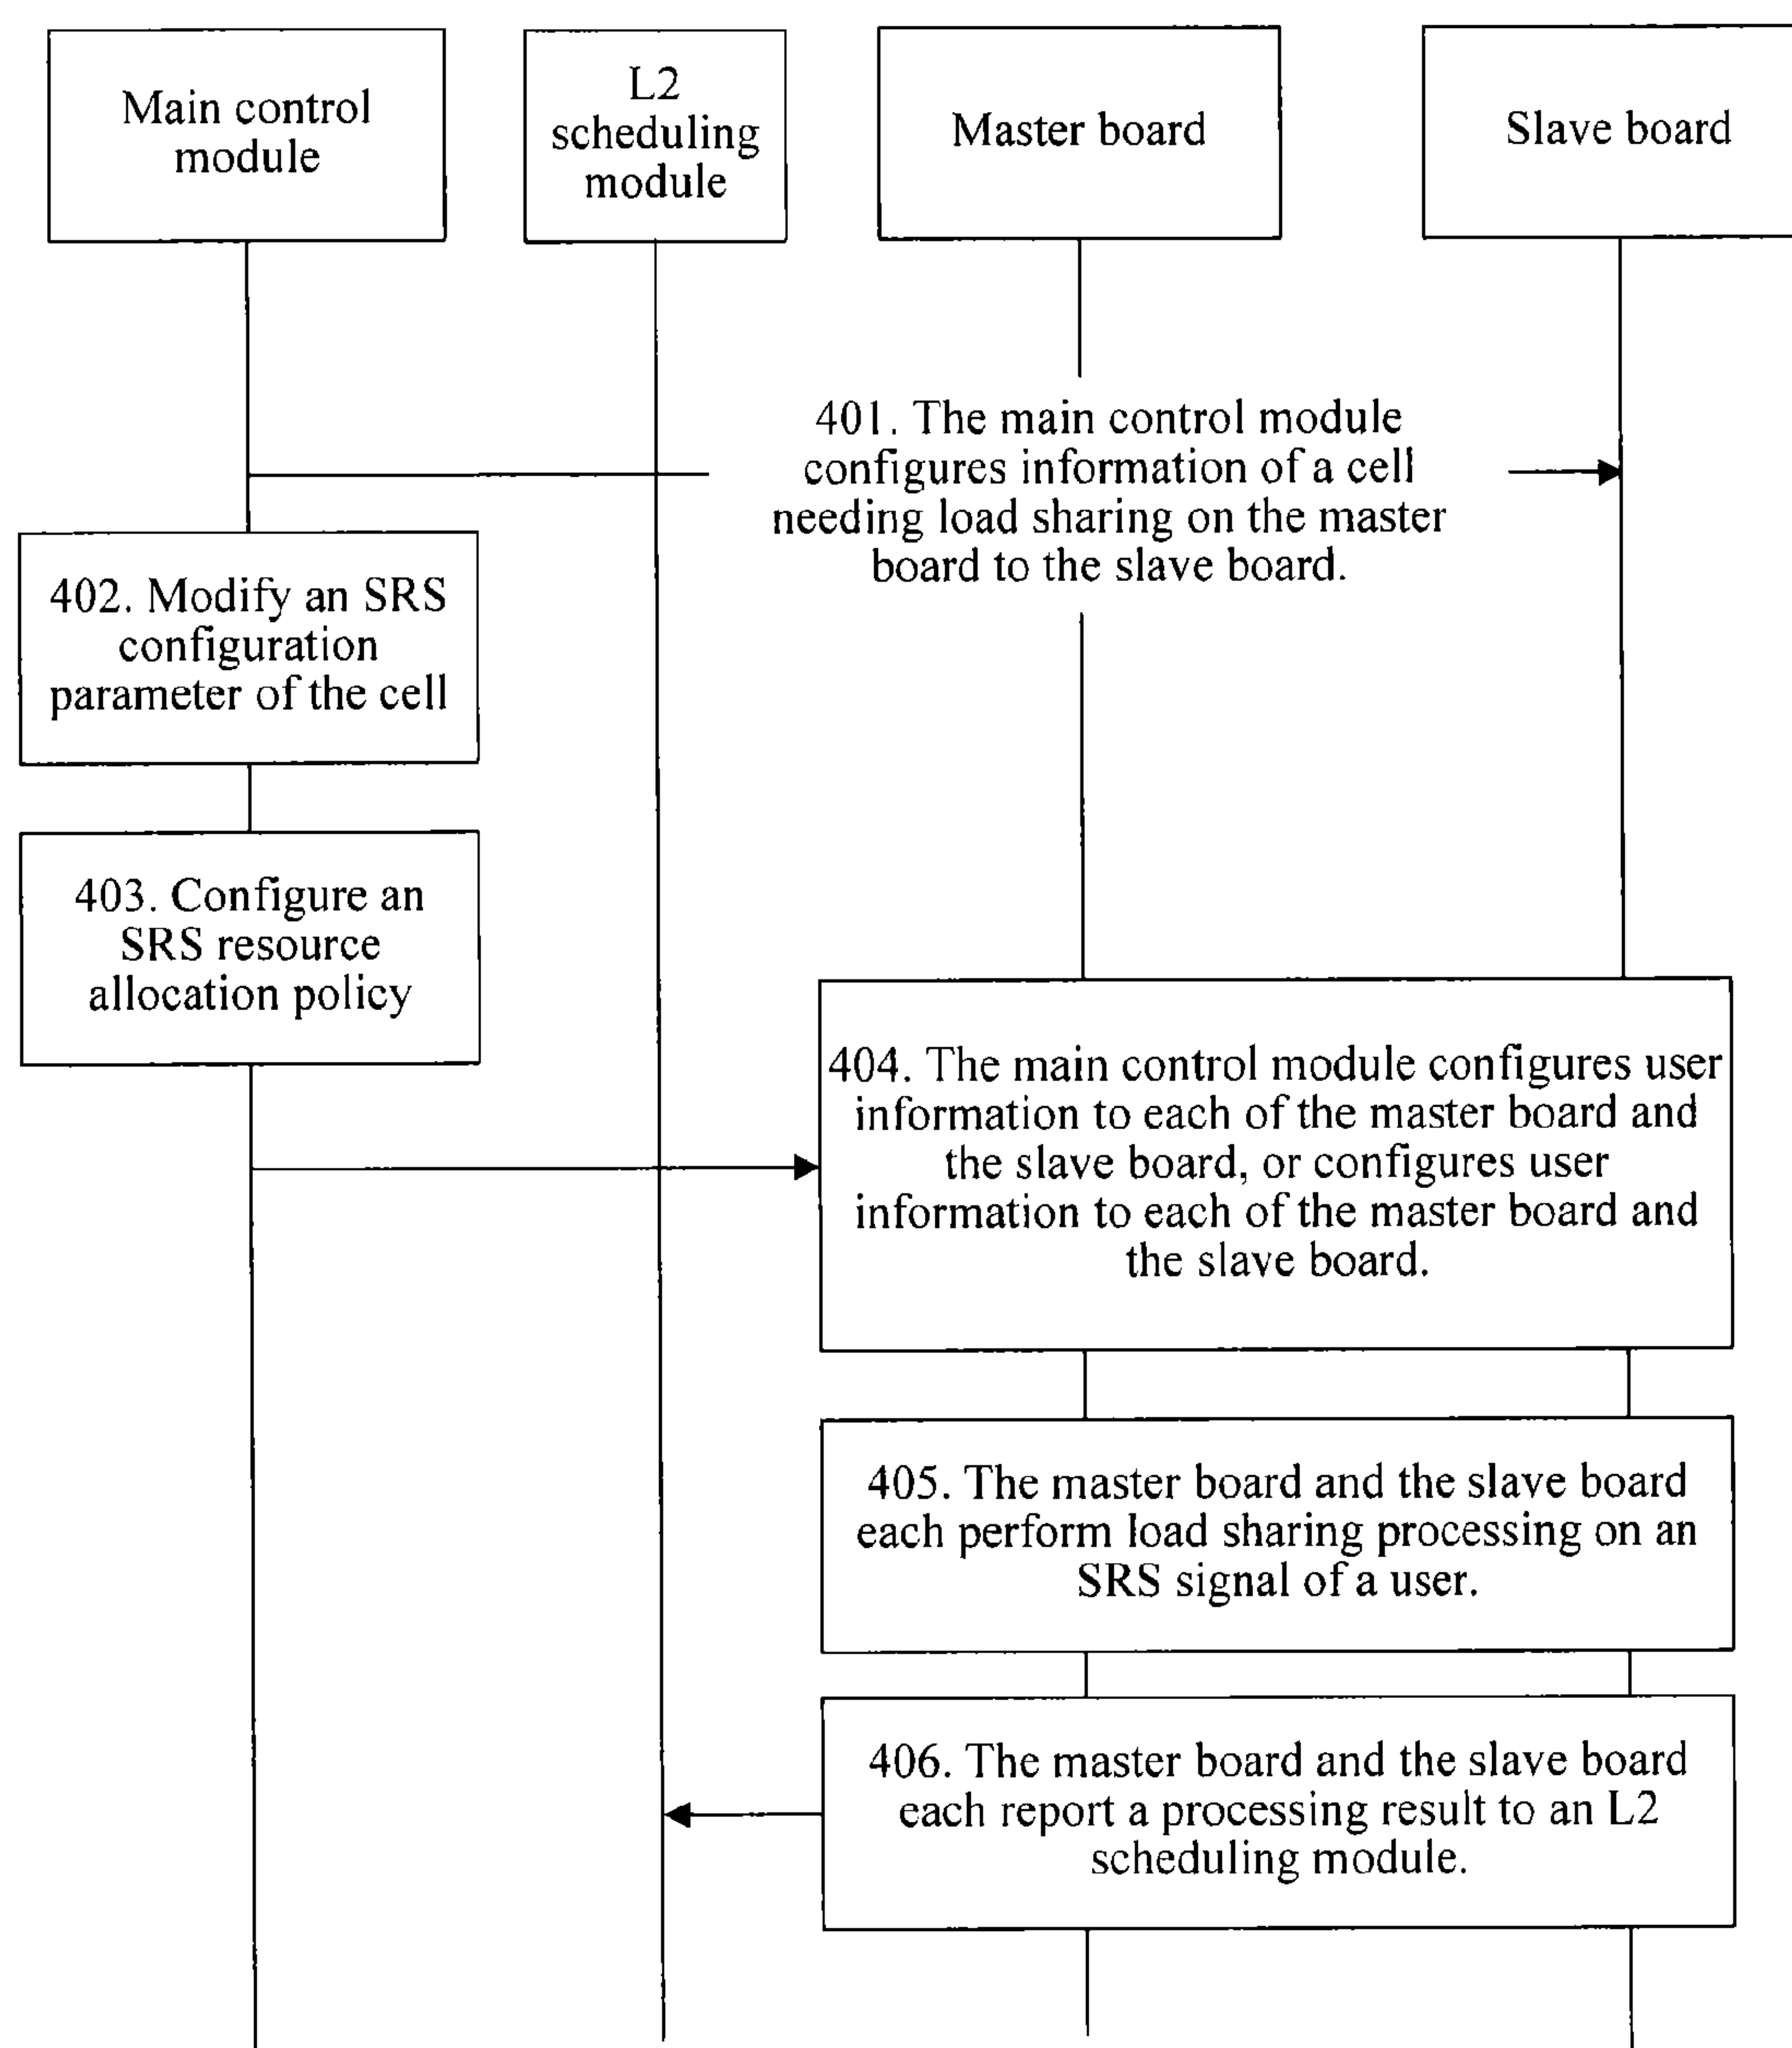 Main control
module
L2
scheduling
module
Master board
Slave board
401. The main control module
configures information of a cell
needing load sharing on the master
board to the slave board.
402. Modify an SRS
configuration
parameter of the cell
403. Configure an
SRS resource
allocation policy
404. The main control module configures user
information to each of the master board and
the slave board, or configures user
information to each of the master board and
the slave board.
405. The master board and the slave board
each perform load sharing processing on an
SRS signal of a user.
406. The master board and the slave board
each report a processing result to an L2
scheduling module.